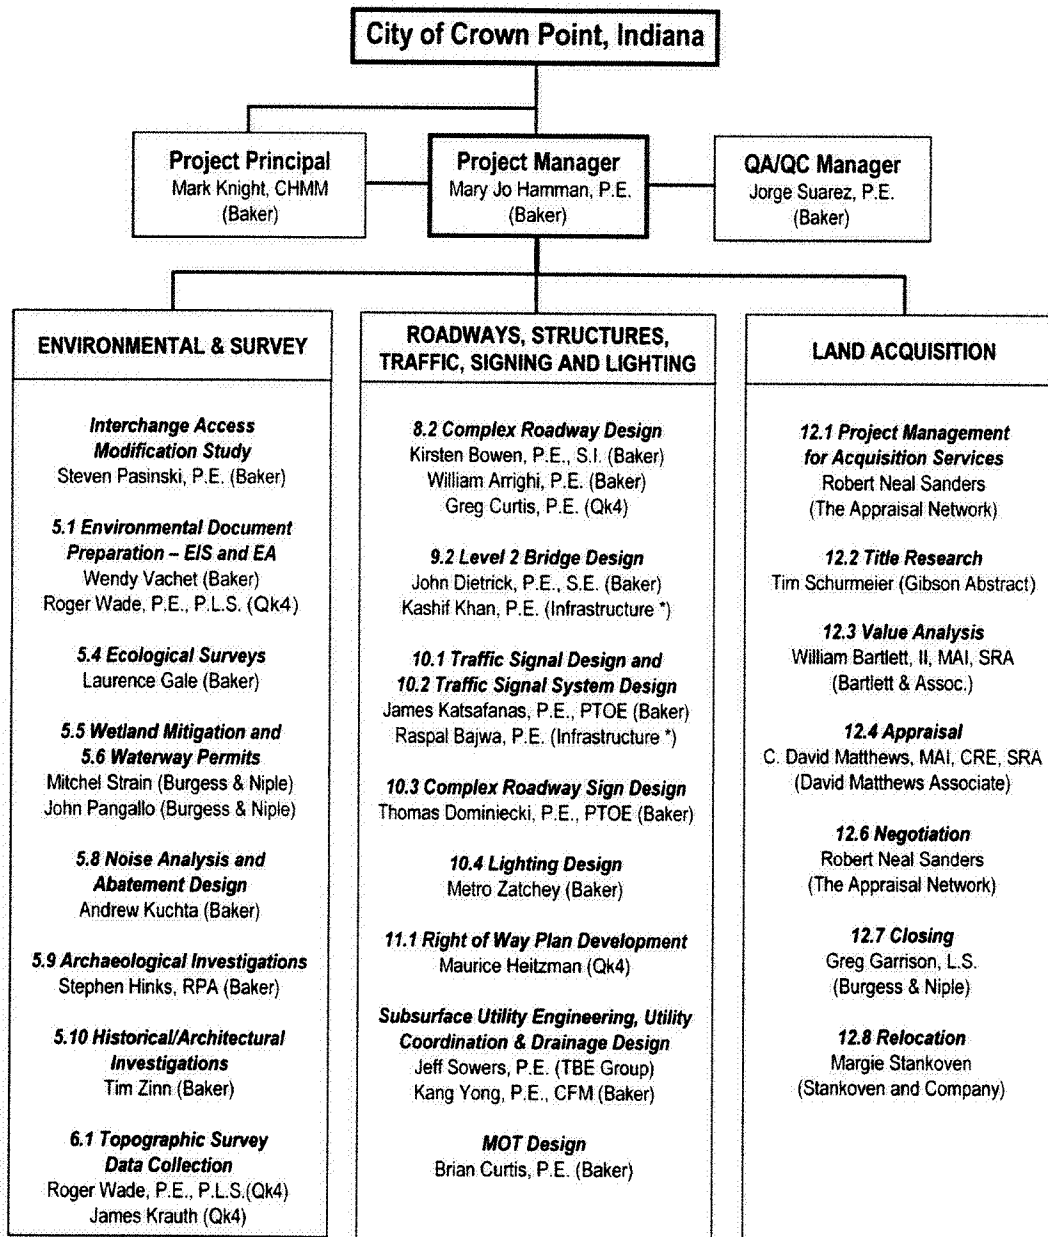 City of Crown Point, Indiana
Project Principal
Mark Knight, CHMM
(Baker)
Project Manager
Mary Jo Hamman, P.E.
(Baker)
QA/QC Manager
Jorge Suarez, P.E.
(Baker)
ENVIRONMENTAL & SURVEY
Interchange Access
Modification Study
Steven Pasinski, P.E. (Baker)
5.1 Environmental Document
Preparation – EIS and EA
Wendy Vachet (Baker)
Roger Wade, P.E., P.L.S. (Qk4)
5.4 Ecological Surveys
Laurence Gale (Baker)
5.5 Wetland Mitigation and
5.6 Waterway Permits
Mitchel Strain (Burgess & Niple)
John Pangallo (Burgess & Niple)
5.8 Noise Analysis and
Abatement Design
Andrew Kuchta (Baker)
5.9 Archaeological Investigations
Stephen Hinks, RPA (Baker)
5.10 Historical/Architectural
Investigations
Tim Zinn (Baker)
6.1 Topographic Survey
Data Collection
Roger Wade, P.E., P.L.S.(Qk4)
James Krauth (Qk4)
ROADWAYS, STRUCTURES,
TRAFFIC, SIGNING AND LIGHTING
8.2 Complex Roadway Design
Kirsten Bowen, P.E., S.I. (Baker)
William Arrighi, P.E. (Baker)
Greg Curtis, P.E. (Qk4)
9.2 Level 2 Bridge Design
John Dietrick, P.E., S.E. (Baker)
Kashif Khan, P.E. (Infrastructure *)
10.1 Traffic Signal Design and
10.2 Traffic Signal System Design
James Katsafanas, P.E., PTOE (Baker)
Raspal Bajwa, P.E. (Infrastructure *)
10.3 Complex Roadway Sign Design
Thomas Dominiecki, P.E., PTOE (Baker)
10.4 Lighting Design
Metro Zatchey (Baker)
11.1 Right of Way Plan Development
Maurice Heitzman (Qk4)
Subsurface Utility Engineering, Utility
Coordination & Drainage Design
Jeff Sowers, P.E. (TBE Group)
Kang Yong, P.E., CFM (Baker)
MOT Design
Brian Curtis, P.E. (Baker)
LAND ACQUISITION
12.1 Project Management
for Acquisition Services
Robert Neal Sanders
(The Appraisal Network)
12.2 Title Research
Tim Schurmeier (Gibson Abstract)
12.3 Value Analysis
William Bartlett, II, MAI, SRA
(Bartlett & Assoc.)
12.4 Appraisal
C. David Matthews, MAI, CRE, SRA
(David Matthews Associate)
12.6 Negotiation
Robert Neal Sanders
(The Appraisal Network)
12.7 Closing
Greg Garrison, L.S.
(Burgess & Niple)
12.8 Relocation
Margie Stankoven
(Stankoven and Company)